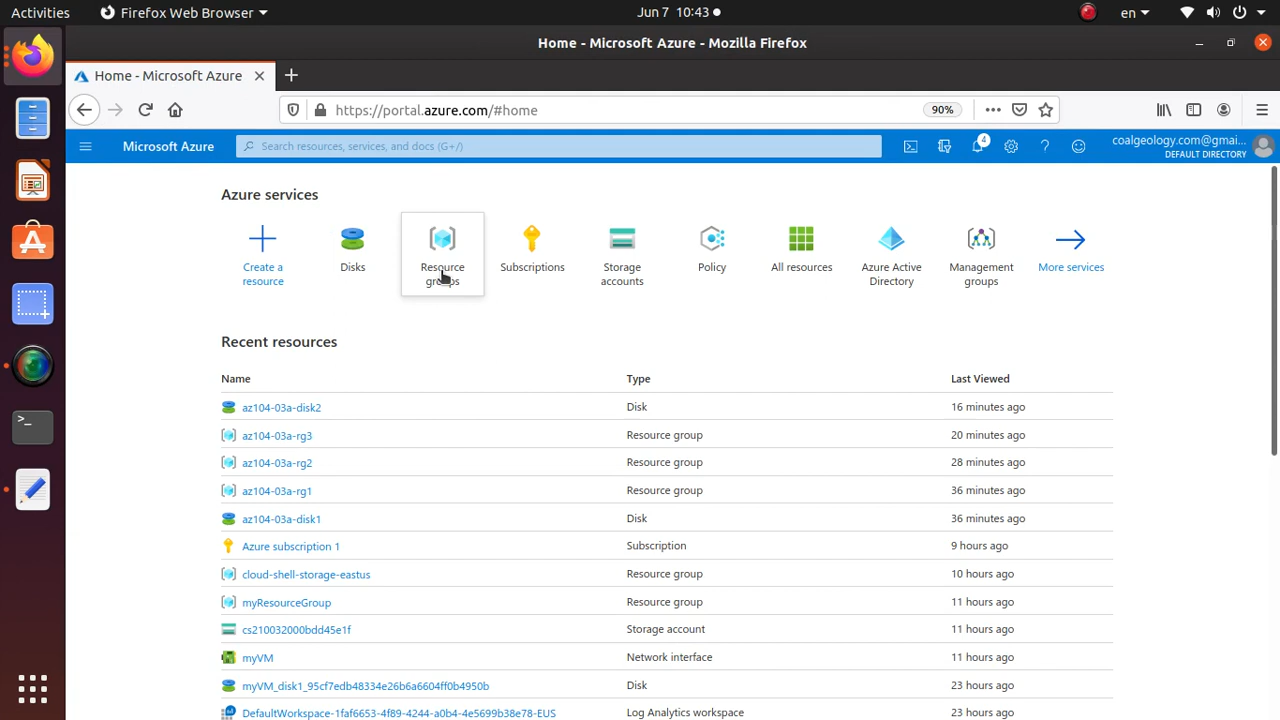 Activities
Firefox Web Browser
Jun 7 10:43
en
Home - Microsoft Azure - Mozilla Firefox
Home - Microsoft Azure
https://portal.azure.com/#home
90%
Microsoft Azure
Search resources, services, and docs (G+/)
4
coalgeology.com@gmai...
DEFAULT DIRECTORY
Azure services
Create a resource
Disks
Resource groups
Subscriptions
Storage accounts
Policy
All resources
Azure Active Directory
Management groups
More services
Recent resources
Name Type Last Viewed
az104-03a-disk2 Disk 16 minutes ago
az104-03a-rg3 Resource group 20 minutes ago
az104-03a-rg2 Resource group 28 minutes ago
az104-03a-rg1 Resource group 36 minutes ago
az104-03a-disk1 Disk 36 minutes ago
Azure subscription 1 Subscription 9 hours ago
cloud-shell-storage-eastus Resource group 10 hours ago
myResourceGroup Resource group 11 hours ago
cs210032000bdd45e1f Storage account 11 hours ago
myVM Network interface 11 hours ago
myVM_disk1_95cf7edb48334e26b6a6604ff0b4950b Disk 23 hours ago
DefaultWorkspace-1faf6653-4f89-4244-a0b4-4e5699b38e78-EUS Log Analytics workspace 23 hours ago